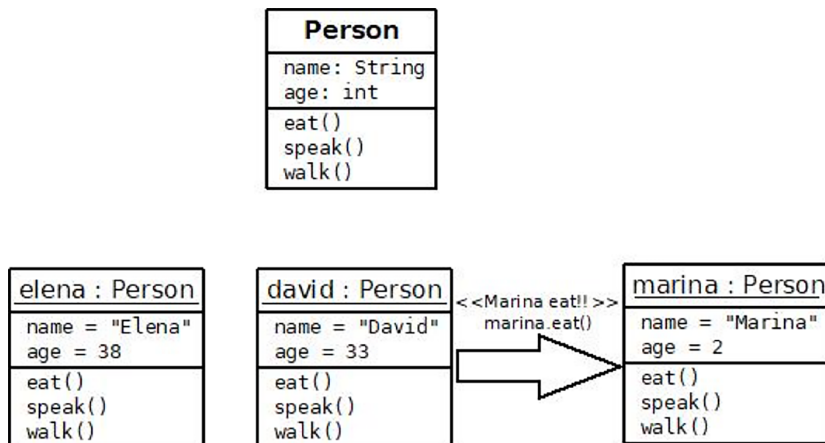 Person
name: String
age: int
eat()
speak()
walk()
elena : Person
name = "Elena"
age = 38
eat()
speak()
walk()
david : Person
name = "David"
age = 33
eat()
speak()
walk()
<<Marina eat!! >>
marina.eat()
marina : Person
name = "Marina"
age = 2
eat()
speak()
walk()